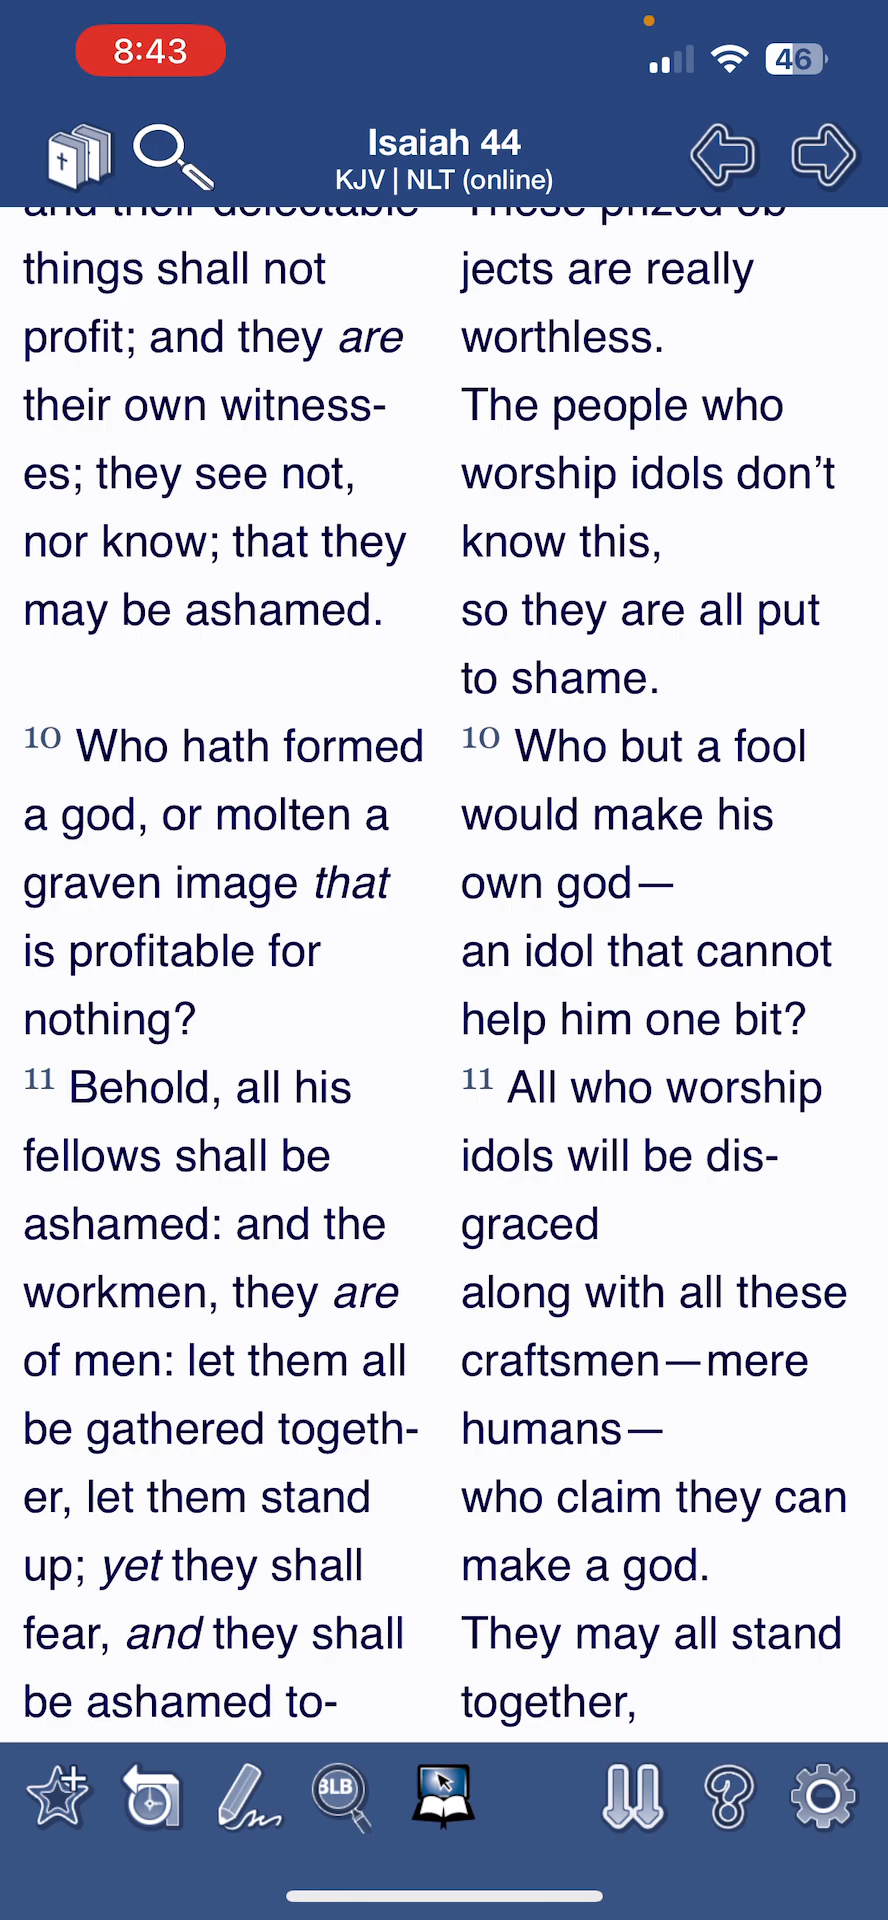 8:43
46
Isaiah 44
KJV | NLT (online)
and their delectable
things shall not
profit; and they are
their own witness-
es; they see not,
nor know; that they
may be ashamed.
10 Who hath formed
a god, or molten a
graven image that
is profitable for
nothing?
11 Behold, all his
fellows shall be
ashamed: and the
workmen, they are
of men: let them all
be gathered togeth-
er, let them stand
up; yet they shall
fear, and they shall
be ashamed to-
These prized ob
jects are really
worthless.
The people who
worship idols don’t
know this,
so they are all put
to shame.
10 Who but a fool
would make his
own god—
an idol that cannot
help him one bit?
11 All who worship
idols will be dis-
graced
along with all these
craftsmen—mere
humans—
who claim they can
make a god.
They may all stand
together,
BLB